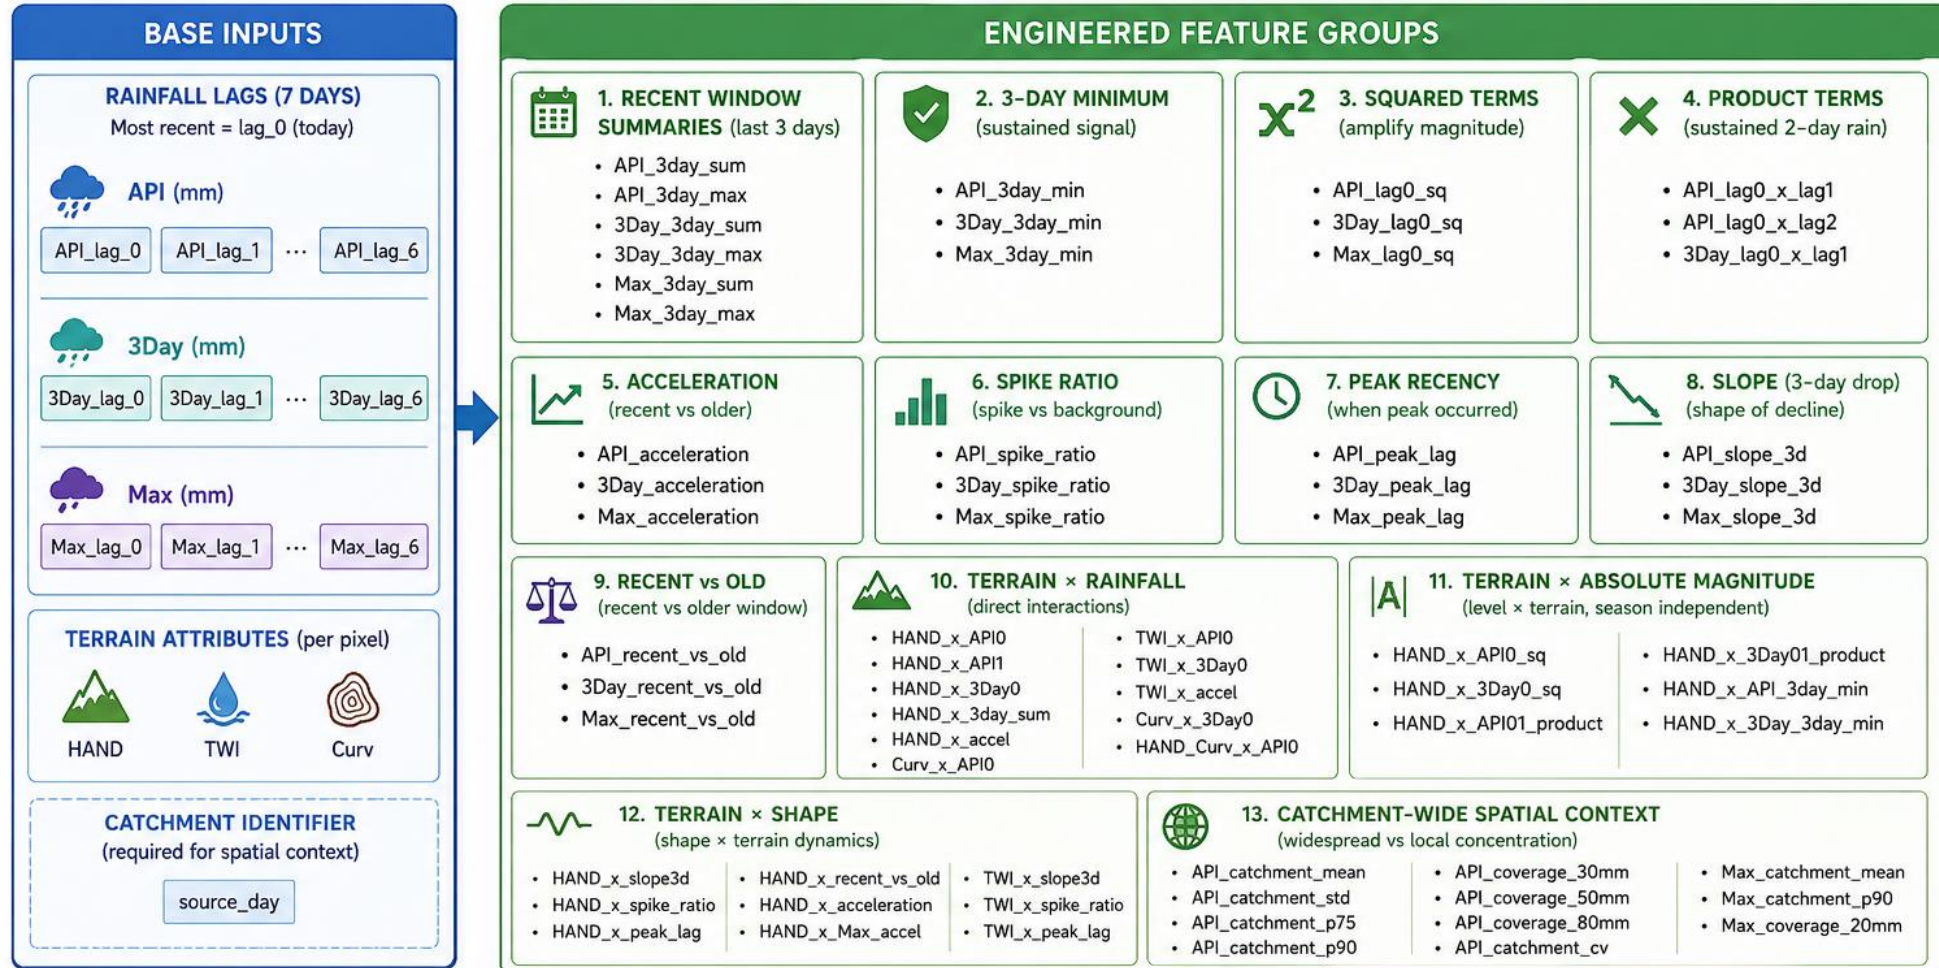 BASE INPUTS
RAINFALL LAGS (7 DAYS)
Most recent = lag_0 (today)
API (mm)
API_lag_0 API_lag_1 ... API_lag_6
3Day (mm)
3Day_lag_0 3Day_lag_1 ... 3Day_lag_6
Max (mm)
Max_lag_0 Max_lag_1 ... Max_lag_6
TERRAIN ATTRIBUTES (per pixel)
HAND TWI Curv
CATCHMENT IDENTIFIER
(required for spatial context)
source_day
ENGINEERED FEATURE GROUPS
1. RECENT WINDOW
SUMMARIES (last 3 days)
• API_3day_sum
• API_3day_max
• 3Day_3day_sum
• 3Day_3day_max
• Max_3day_sum
• Max_3day_max
2. 3-DAY MINIMUM
(sustained signal)
• API_3day_min
• 3Day_3day_min
• Max_3day_min
x²
3. SQUARED TERMS
(amplify magnitude)
• API_lag0_sq
• 3Day_lag0_sq
• Max_lag0_sq
4. PRODUCT TERMS
(sustained 2-day rain)
• API_lag0_x_lag1
• API_lag0_x_lag2
• 3Day_lag0_x_lag1
5. ACCELERATION
(recent vs older)
• API_acceleration
• 3Day_acceleration
• Max_acceleration
6. SPIKE RATIO
(spike vs background)
• API_spike_ratio
• 3Day_spike_ratio
• Max_spike_ratio
7. PEAK RECENCY
(when peak occurred)
• API_peak_lag
• 3Day_peak_lag
• Max_peak_lag
8. SLOPE (3-day drop)
(shape of decline)
• API_slope_3d
• 3Day_slope_3d
• Max_slope_3d
9. RECENT vs OLD
(recent vs older window)
• API_recent_vs_old
• 3Day_recent_vs_old
• Max_recent_vs_old
10. TERRAIN × RAINFALL
(direct interactions)
• HAND_x_API0
• HAND_x_API1
• HAND_x_3Day0
• HAND_x_3day_sum
• HAND_x_accel
• Curv_x_API0
• TWI_x_API0
• TWI_x_3Day0
• TWI_x_accel
• Curv_x_3Day0
• HAND_Curv_x_API0
|A|
11. TERRAIN × ABSOLUTE MAGNITUDE
(level × terrain, season independent)
• HAND_x_API0_sq
• HAND_x_3Day0_sq
• HAND_x_API01_product
• HAND_x_3Day01_product
• HAND_x_API_3day_min
• HAND_x_3Day_3day_min
12. TERRAIN × SHAPE
(shape × terrain dynamics)
• HAND_x_slope3d
• HAND_x_spike_ratio
• HAND_x_peak_lag
• HAND_x_recent_vs_old
• HAND_x_acceleration
• HAND_x_Max_accel
• TWI_x_slope3d
• TWI_x_spike_ratio
• TWI_x_peak_lag
13. CATCHMENT-WIDE SPATIAL CONTEXT
(widespread vs local concentration)
• API_catchment_mean
• API_catchment_std
• API_catchment_p75
• API_catchment_p90
• API_coverage_30mm
• API_coverage_50mm
• API_coverage_80mm
• API_catchment_cv
• Max_catchment_mean
• Max_catchment_p90
• Max_coverage_20mm